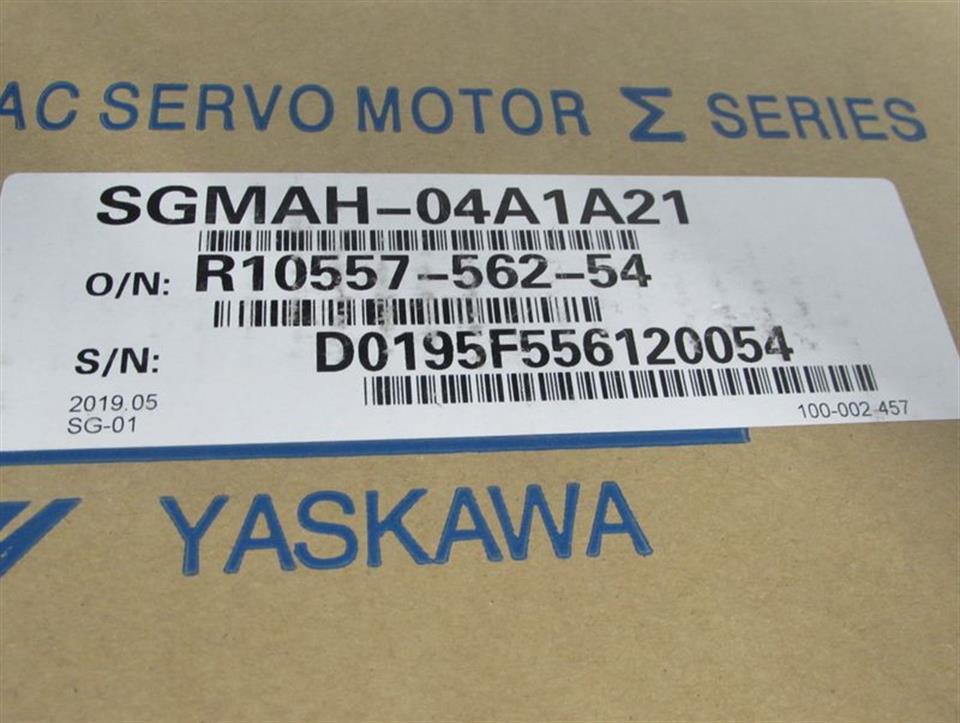 AC SERVO MOTOR Σ SERIES
SGMAH-04A1A21
O/N: R10557-562-54
S/N: D0195F556120054
2019.05
SG-01
100-002 457
YASKAWA